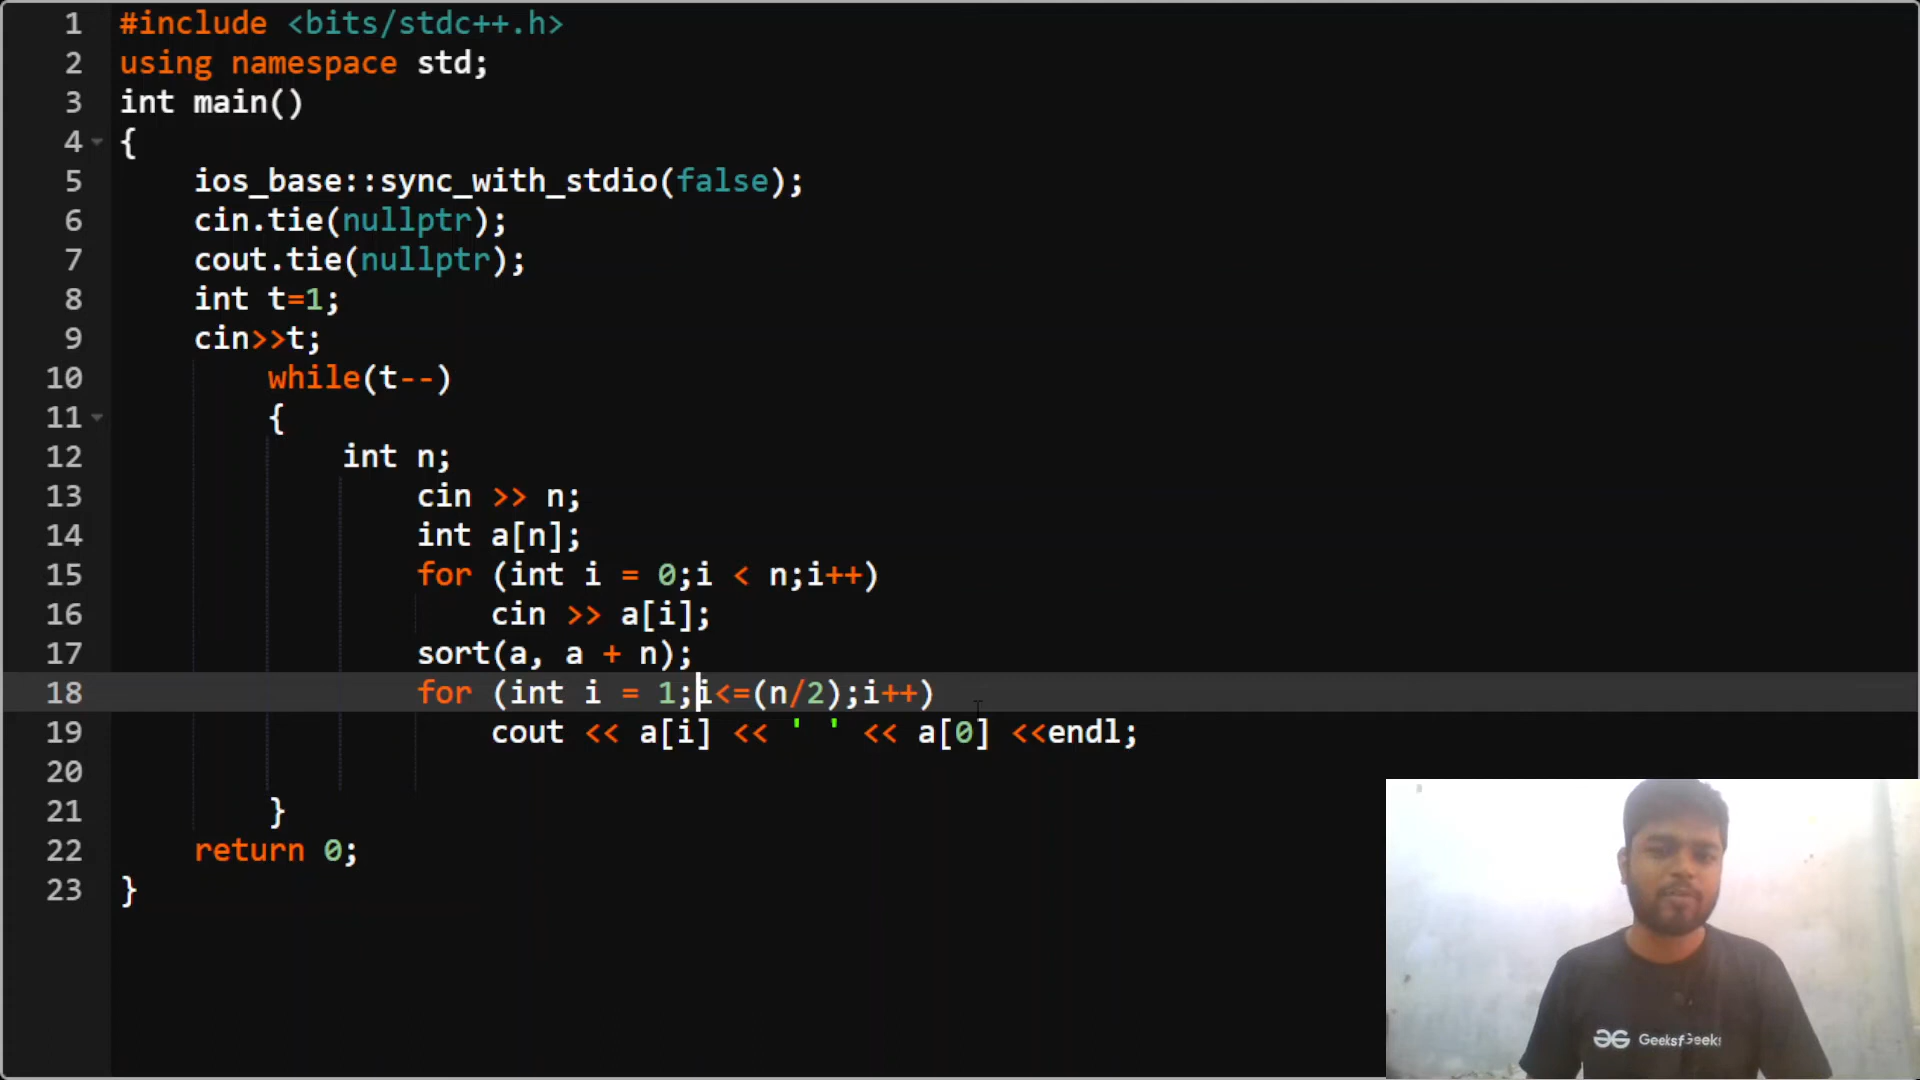 1 #include <bits/stdc++.h>
2 using namespace std;
3 int main()
4 {
5 ios_base::sync_with_stdio(false);
6 cin.tie(nullptr);
7 cout.tie(nullptr);
8 int t=1;
9 cin>>t;
10 while(t--)
11 {
12 int n;
13 cin >> n;
14 int a[n];
15 for (int i = 0;i < n;i++)
16 cin >> a[i];
17 sort(a, a + n);
18 for (int i = 1;i<=(n/2);i++)
19 cout << a[i] << ' ' << a[0] <<endl;
20
21 }
22 return 0;
23 }
GeeksfGeeks